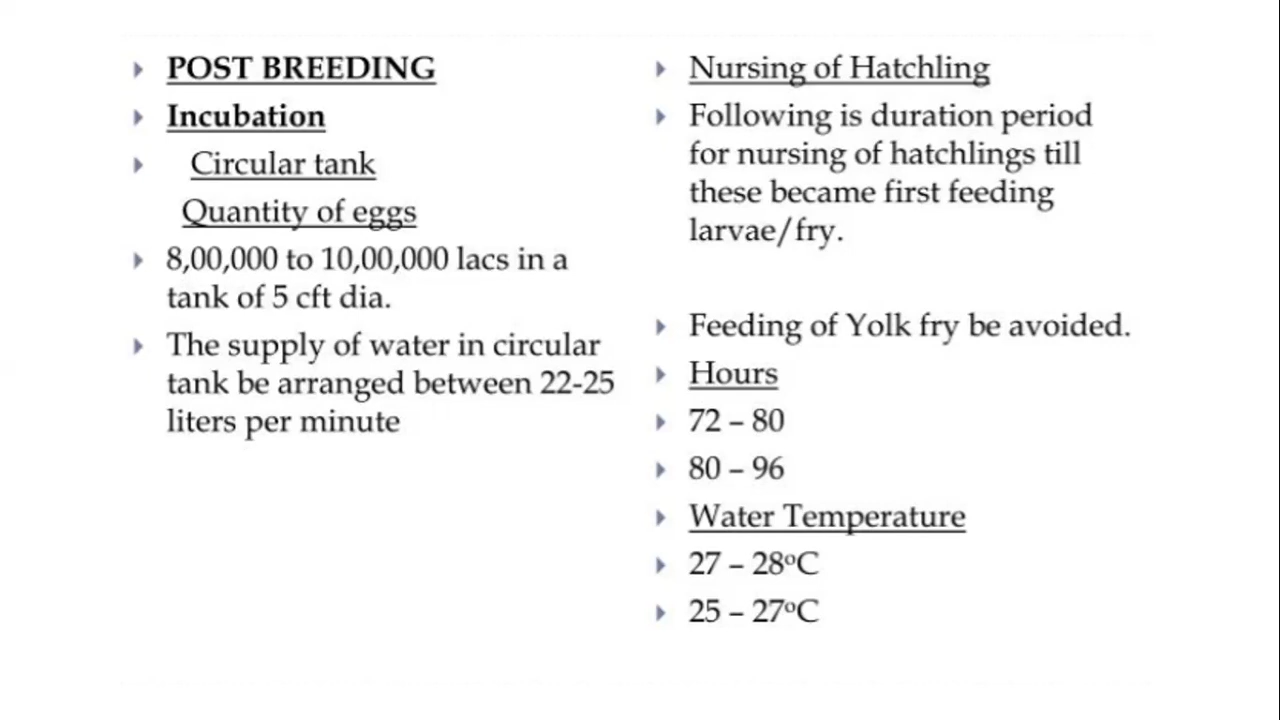 POST BREEDING
Incubation
Circular tank
Quantity of eggs
8,00,000 to 10,00,000 lacs in a
tank of 5 cft dia.
The supply of water in circular
tank be arranged between 22-25
liters per minute
Nursing of Hatchling
Following is duration period
for nursing of hatchlings till
these became first feeding
larvae/fry.
Feeding of Yolk fry be avoided.
Hours
72 – 80
80 – 96
Water Temperature
27 – 28ºC
25 – 27ºC